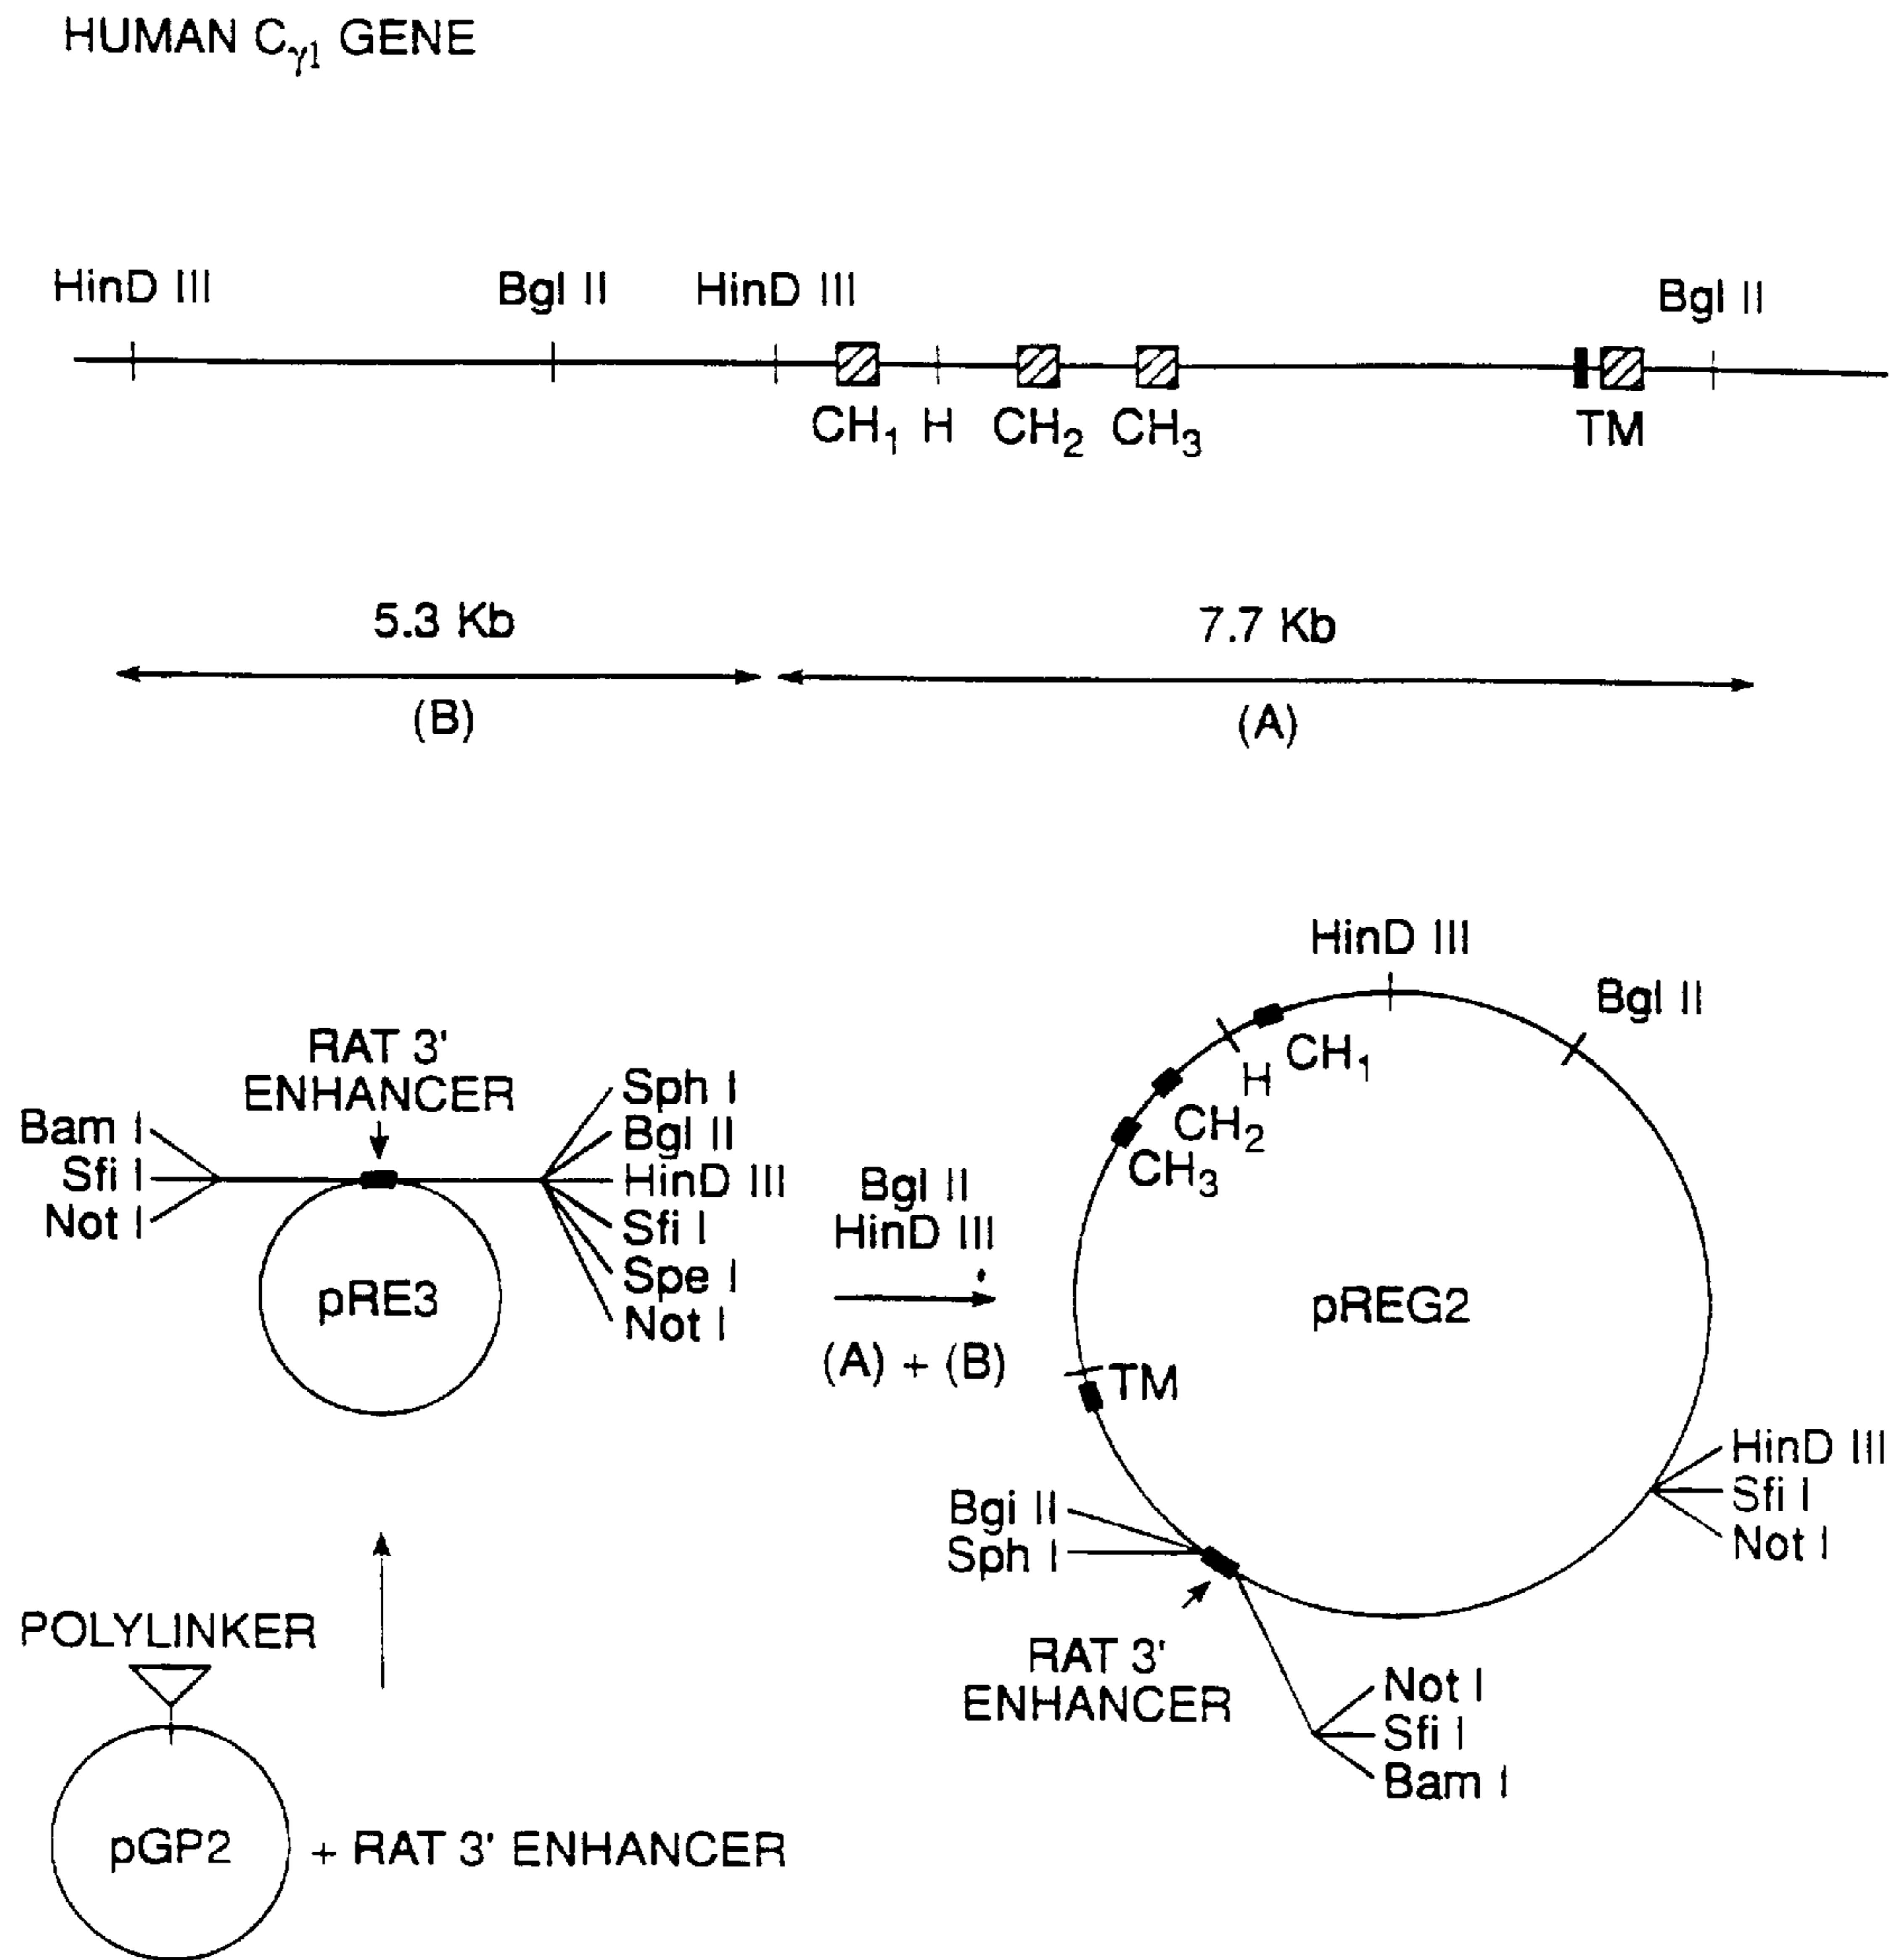 HUMAN Cγ1 GENE
HinD III
Bgl II
HinD III
Bgl II
CH1
H
CH2
CH3
TM
5.3 Kb
(B)
7.7 Kb
(A)
RAT 3'
ENHANCER
Bam I
Sfi I
Not I
Sph I
Bgl II
HinD III
Sfi I
Spe I
Not I
pRE3
Bgl II
HinD III
(A) + (B)
HinD III
Bgl II
CH1
H
CH2
CH3
pREG2
TM
HinD III
Sfi I
Not I
Bgi II
Sph I
RAT 3'
ENHANCER
Not I
Sfi I
Bam I
POLYLINKER
pGP2
+ RAT 3' ENHANCER